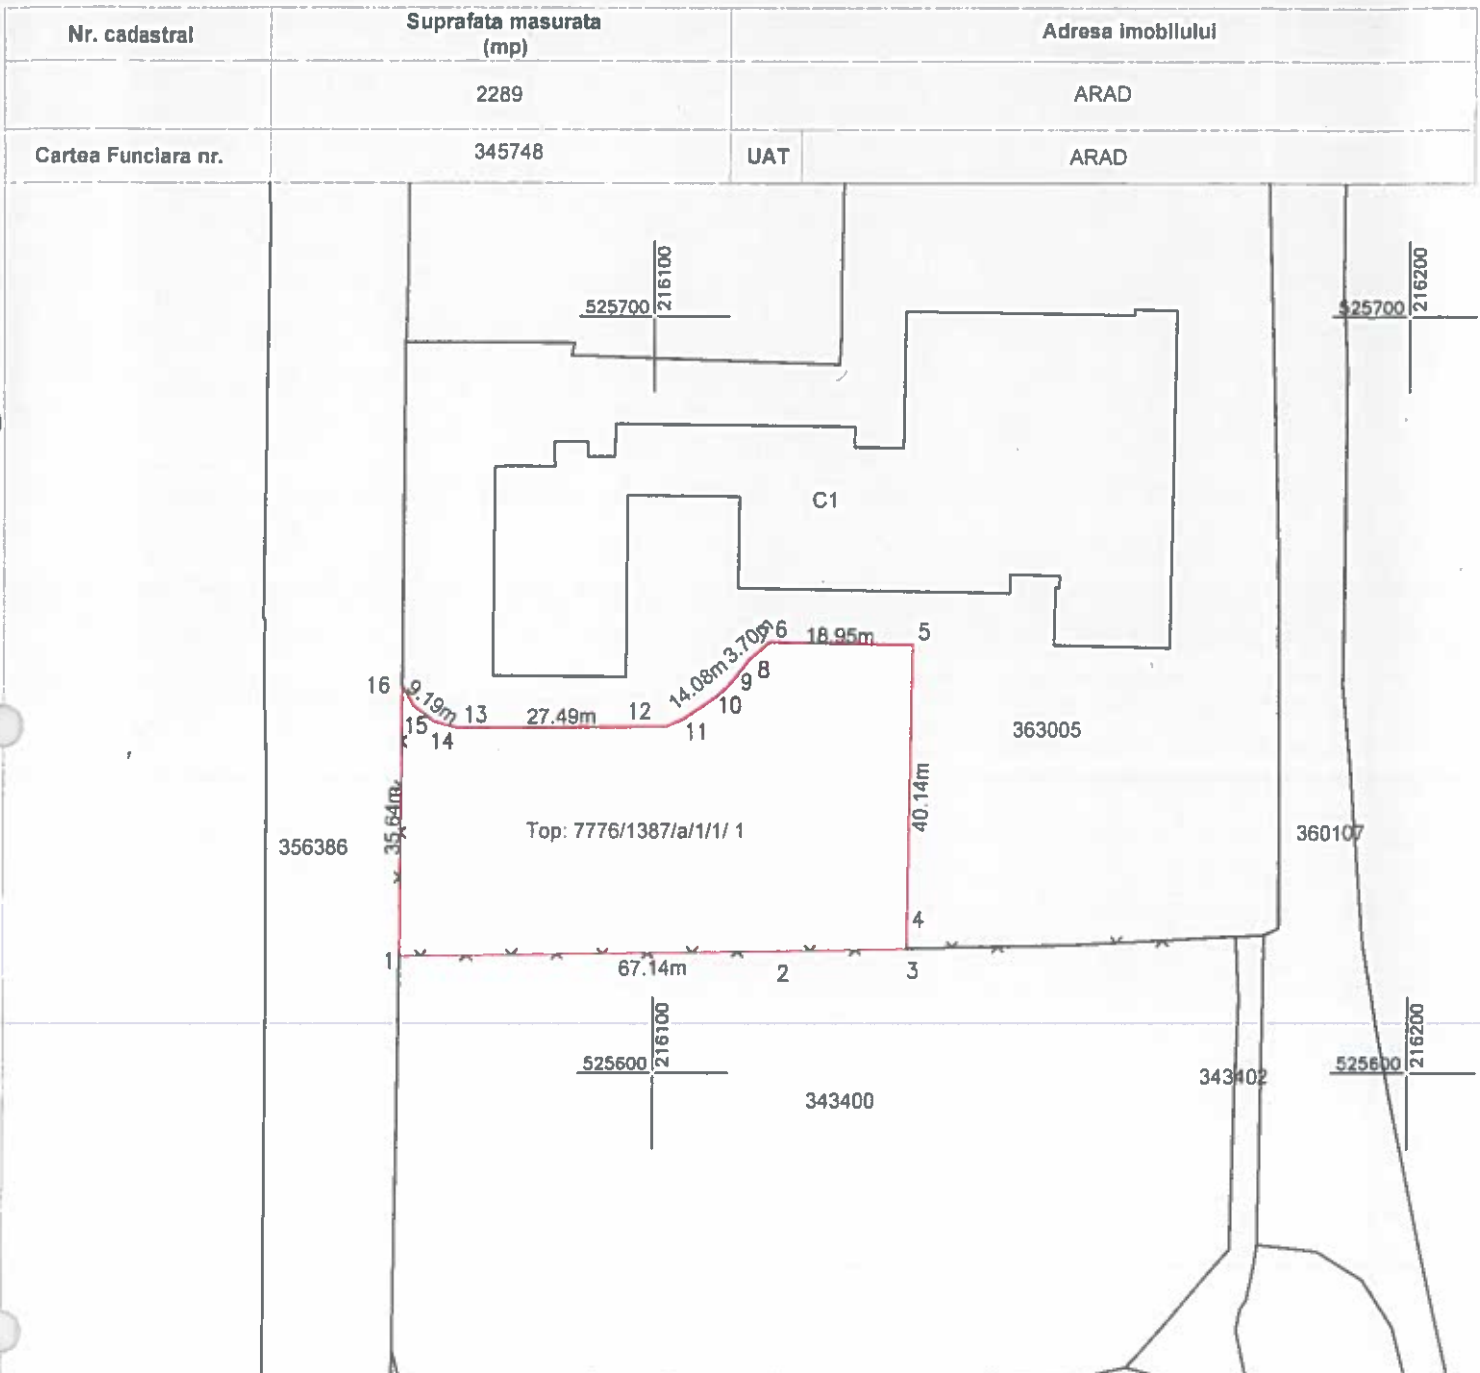 Nr. cadastral
Suprafata masurata
(mp)
Adresa imobilului
2289
ARAD
Cartea Funciara nr.
345748
UAT
ARAD
525700
216100
525700
216200
C1
6
18.95m
5
3.70m
8
14.08m
9
10
16
9.19m
13
27.49m
12
11
15
14
363005
40.14m
35.64m
Top: 7776/1387/a/1/1/ 1
356386
360107
4
1
67.14m
2
3
525600
216100
525600
216200
343402
343400